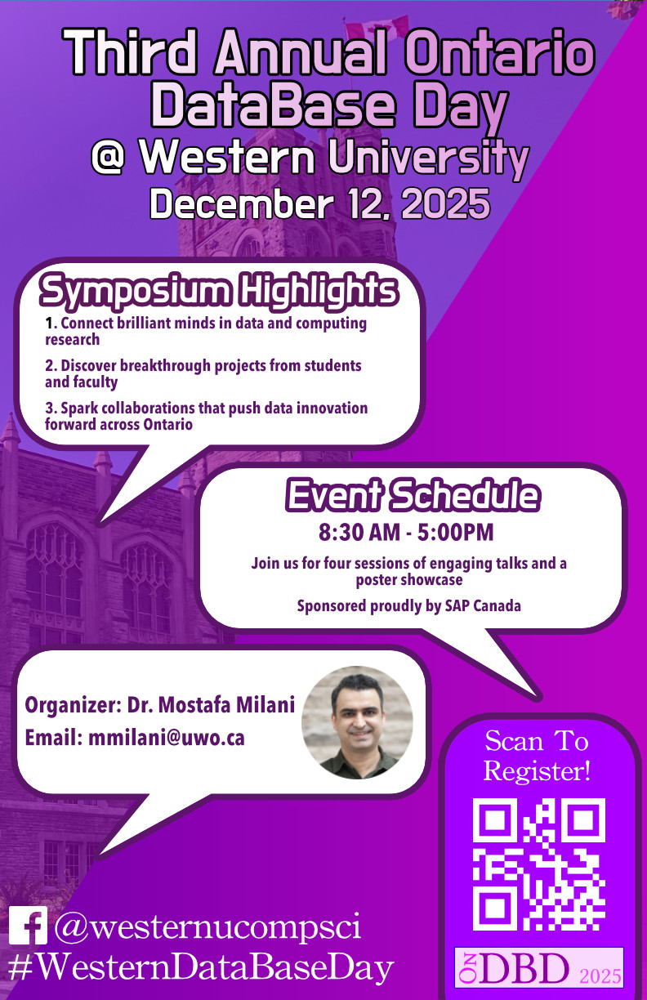 Third Annual Ontario
DataBase Day
@ Western University
December 12, 2025
Symposium Highlights
1. Connect brilliant minds in data and computing
research
2. Discover breakthrough projects from students
and faculty
3. Spark collaborations that push data innovation
forward across Ontario
Event Schedule
8:30 AM - 5:00PM
Join us for four sessions of engaging talks and a
poster showcase
Sponsored proudly by SAP Canada
Organizer: Dr. Mostafa Milani
Email: mmilani@uwo.ca
Scan To
Register!
@westernucompsci
#WesternDataBaseDay
ON DBD 2025